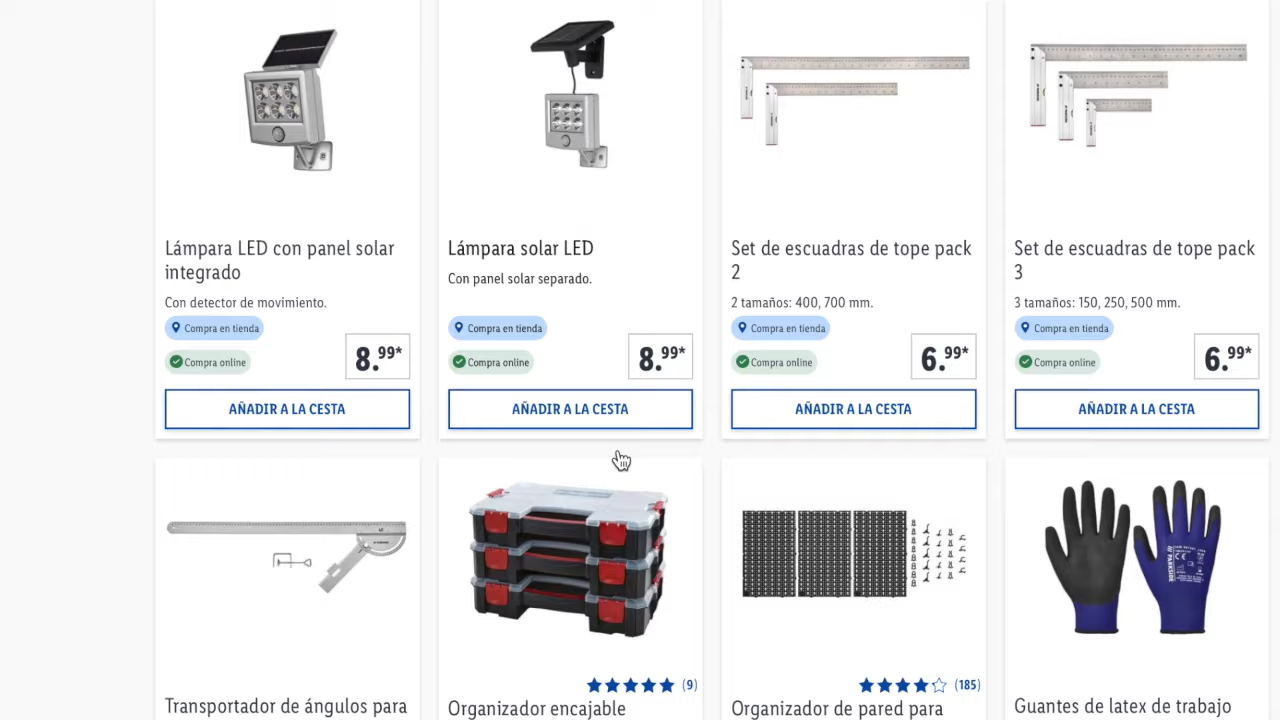 Lámpara LED con panel solar
integrado
Con detector de movimiento.
Compra en tienda
Compra online
8.99*
AÑADIR A LA CESTA
Lámpara solar LED
Con panel solar separado.
Compra en tienda
Compra online
8.99*
AÑADIR A LA CESTA
Set de escuadras de tope pack
2
2 tamaños: 400, 700 mm.
Compra en tienda
Compra online
6.99*
AÑADIR A LA CESTA
Set de escuadras de tope pack
3
3 tamaños: 150, 250, 500 mm.
Compra en tienda
Compra online
6.99*
AÑADIR A LA CESTA
Transportador de ángulos para
(9)
Organizador encajable
(185)
Organizador de pared para
PARKSIDE
Guantes de latex de trabajo